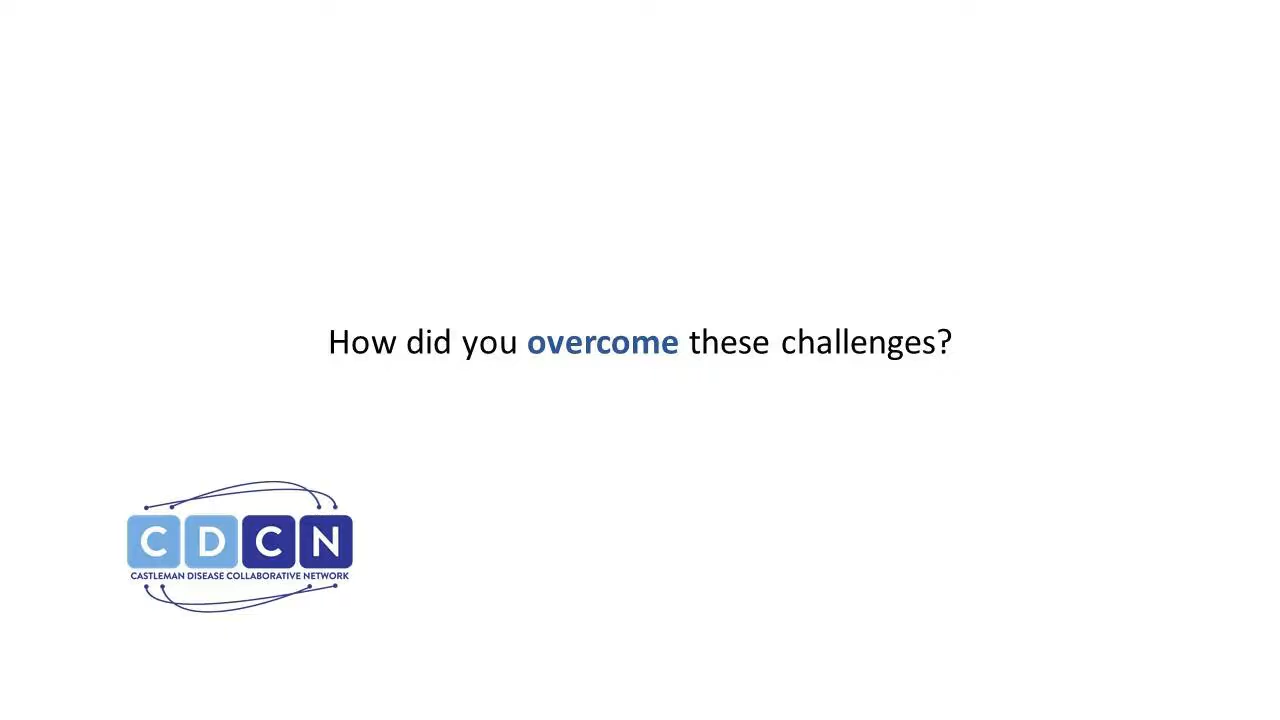 How did you overcome these challenges?
CDCN
CASTLEMAN DISEASE COLLABORATIVE NETWORK